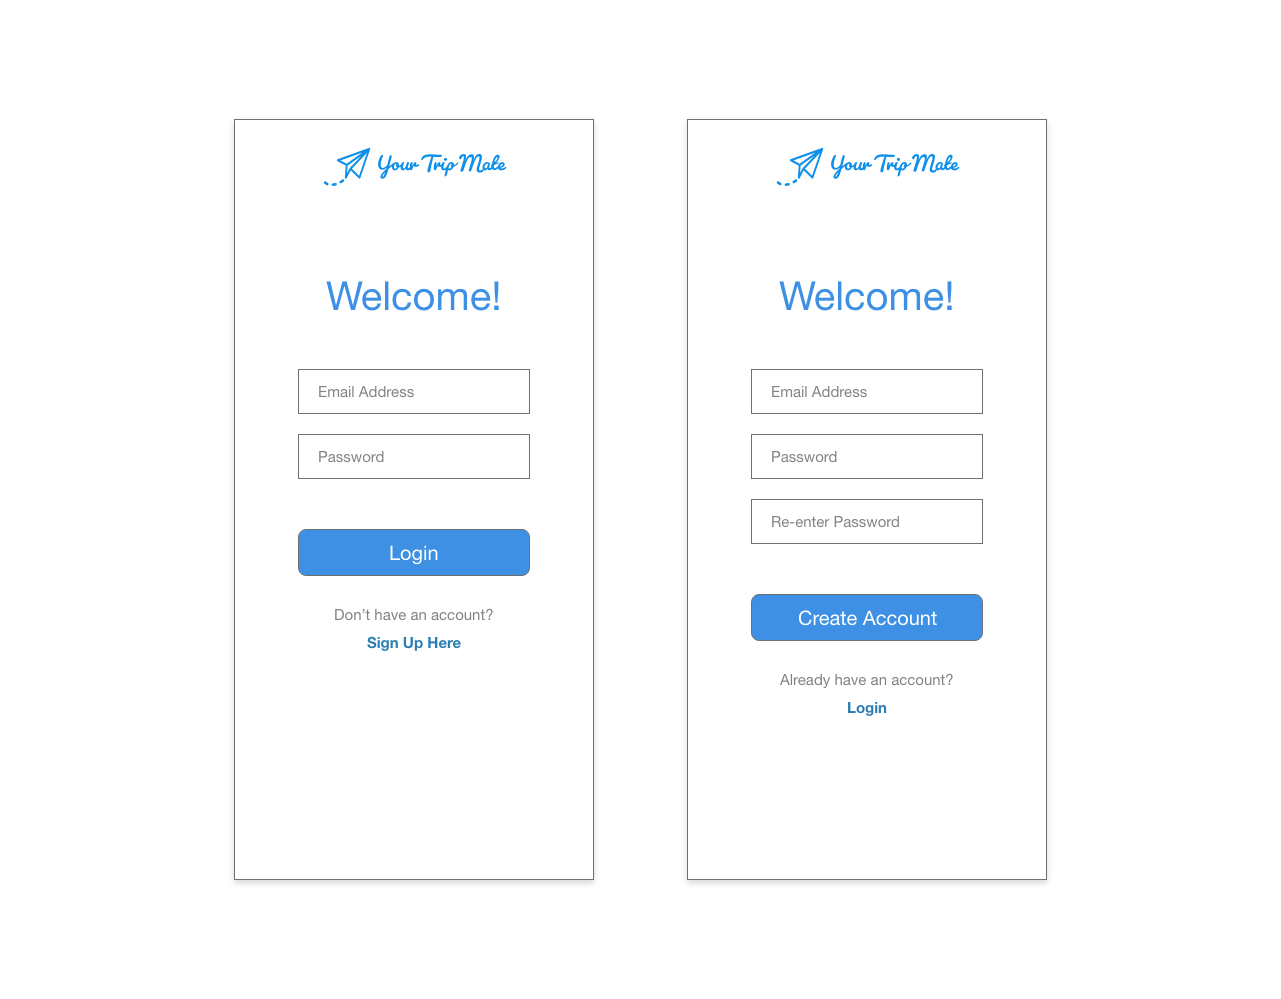 Your Trip Mate
Welcome!
Email Address
Password
Login
Don’t have an account?
Sign Up Here
Your Trip Mate
Welcome!
Email Address
Password
Re-enter Password
Create Account
Already have an account?
Login